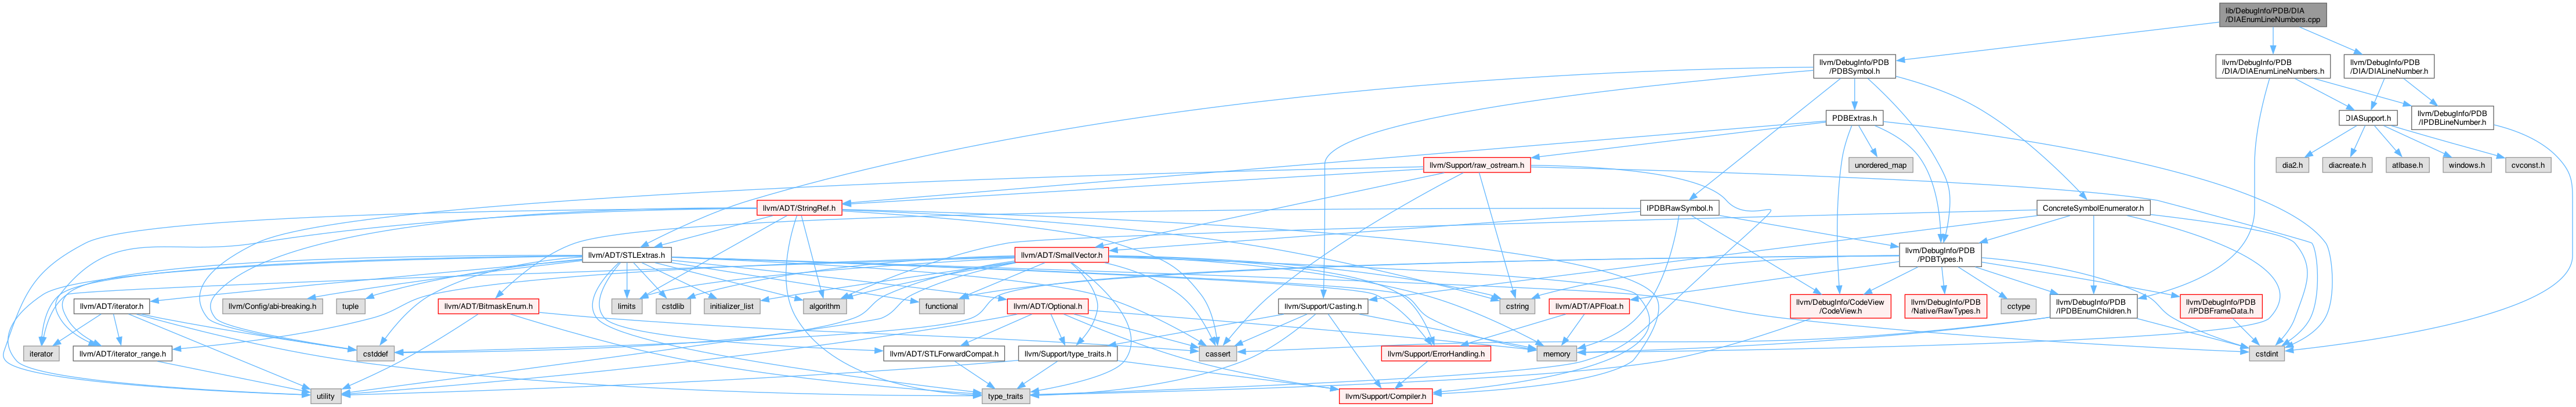 lib/DebugInfo/PDB/DIA
/DIAEnumLineNumbers.cpp
llvm/DebugInfo/PDB
/PDBSymbol.h
llvm/DebugInfo/PDB
/DIA/DIAEnumLineNumbers.h
llvm/DebugInfo/PDB
/DIA/DIALineNumber.h
PDBExtras.h
DIASupport.h
llvm/DebugInfo/PDB
/IPDBLineNumber.h
llvm/Support/raw_ostream.h
unordered_map
dia2.h
diacreate.h
atlbase.h
windows.h
cvconst.h
llvm/ADT/StringRef.h
IPDBRawSymbol.h
ConcreteSymbolEnumerator.h
llvm/ADT/STLExtras.h
llvm/ADT/SmallVector.h
llvm/DebugInfo/PDB
/PDBTypes.h
llvm/ADT/iterator.h
llvm/Config/abi-breaking.h
tuple
llvm/ADT/BitmaskEnum.h
limits
cstdlib
initializer_list
algorithm
functional
llvm/ADT/Optional.h
llvm/Support/Casting.h
cstring
llvm/ADT/APFloat.h
llvm/DebugInfo/CodeView
/CodeView.h
llvm/DebugInfo/PDB
/Native/RawTypes.h
cctype
llvm/DebugInfo/PDB
/IPDBEnumChildren.h
llvm/DebugInfo/PDB
/IPDBFrameData.h
iterator
llvm/ADT/iterator_range.h
cstddef
llvm/ADT/STLForwardCompat.h
llvm/Support/type_traits.h
cassert
llvm/Support/ErrorHandling.h
memory
cstdint
utility
type_traits
llvm/Support/Compiler.h